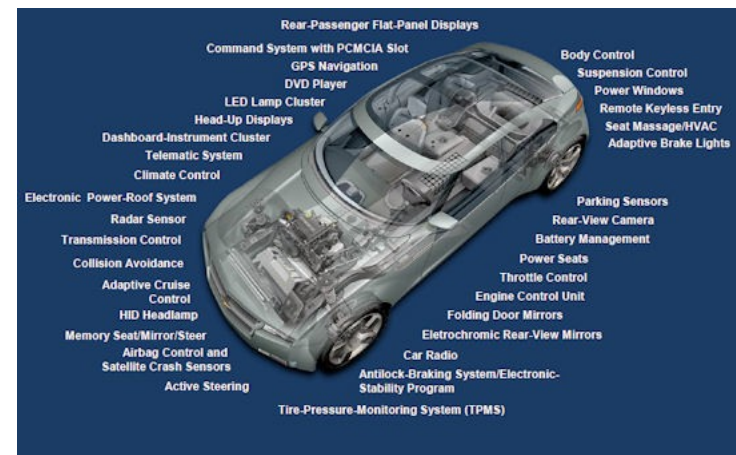 Rear-Passenger Flat-Panel Displays
Command System with PCMCIA Slot
GPS Navigation
DVD Player
LED Lamp Cluster
Head-Up Displays
Dashboard-Instrument Cluster
Telematic System
Climate Control
Electronic Power-Roof System
Radar Sensor
Transmission Control
Collision Avoidance
Adaptive Cruise
Control
HID Headlamp
Memory Seat/Mirror/Steer
Airbag Control and
Satellite Crash Sensors
Active Steering
Body Control
Suspension Control
Power Windows
Remote Keyless Entry
Seat Massage/HVAC
Adaptive Brake Lights
Parking Sensors
Rear-View Camera
Battery Management
Power Seats
Throttle Control
Engine Control Unit
Folding Door Mirrors
Eletrochromic Rear-View Mirrors
Car Radio
Antilock-Braking System/Electronic-
Stability Program
Tire-Pressure-Monitoring System (TPMS)